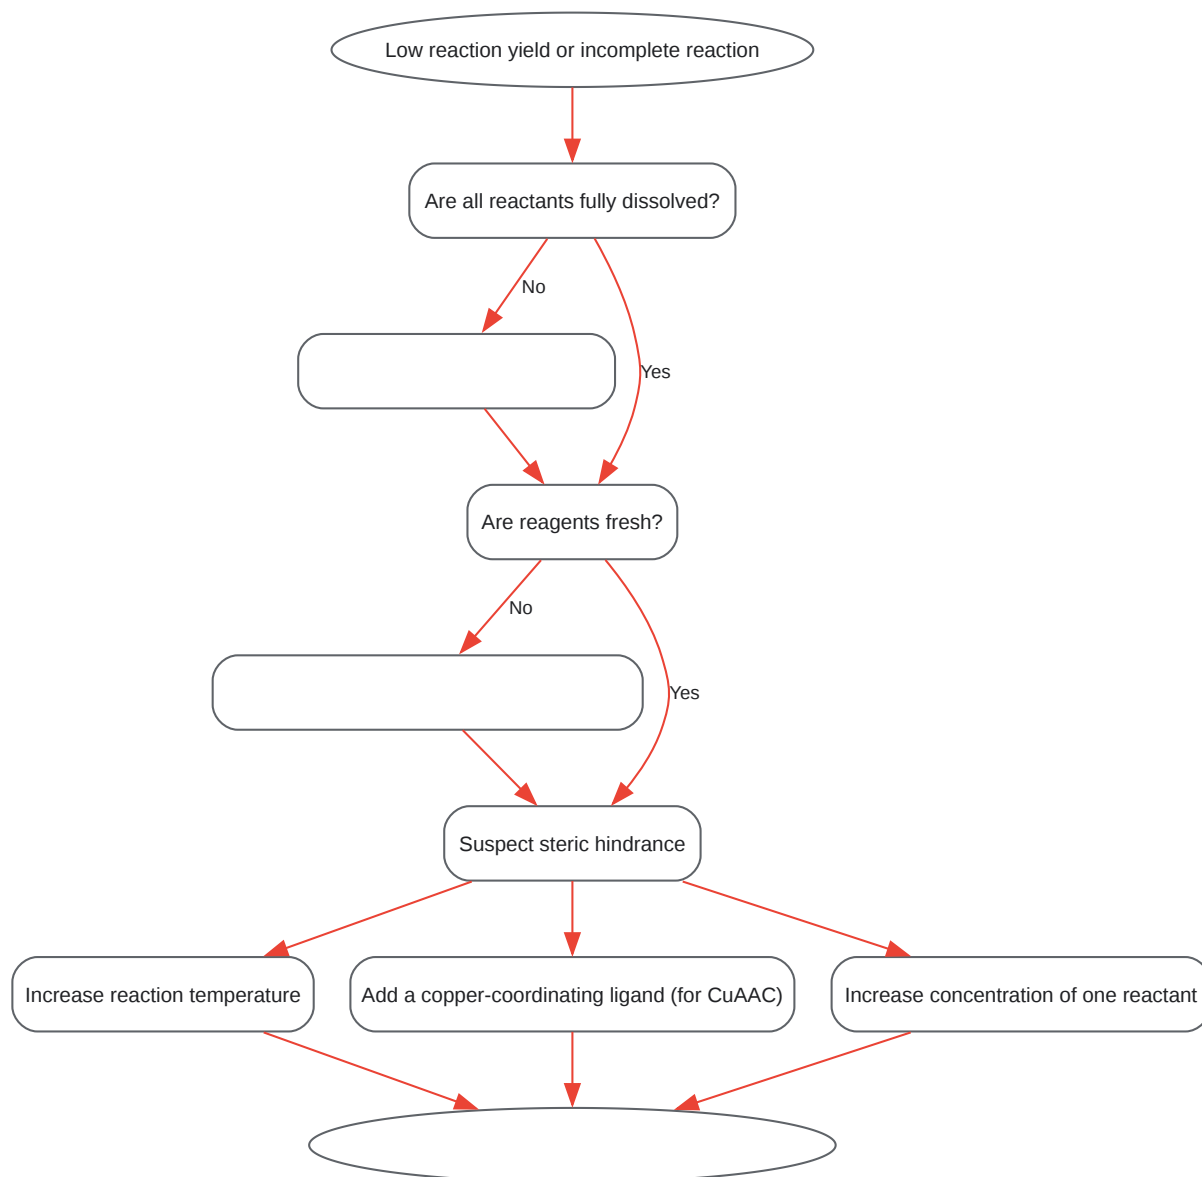 Low reaction yield or incomplete reaction
Are all reactants fully dissolved?
No
Yes
Are reagents fresh?
No
Yes
Suspect steric hindrance
Increase reaction temperature
Add a copper-coordinating ligand (for CuAAC)
Increase concentration of one reactant